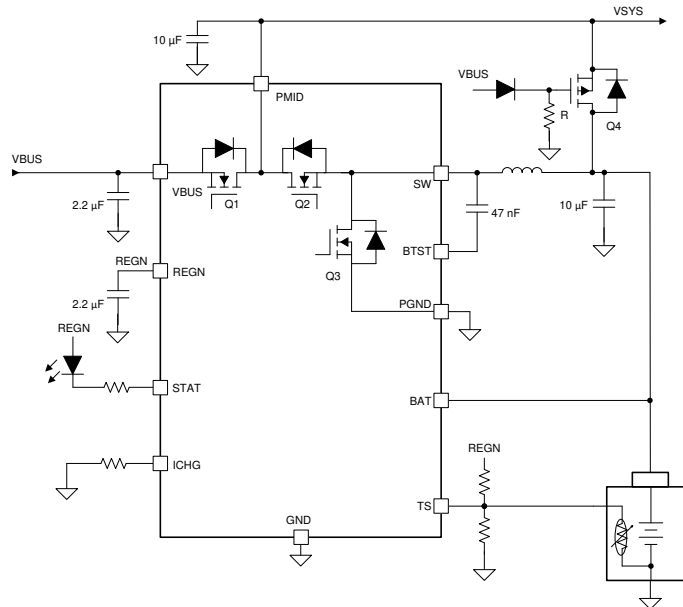 VSYS
10 µF
PMID
VBUS
R
Q4
VBUS
VBUS
Q1
Q2
SW
2.2 µF
47 nF
10 µF
BTST
Q3
REGN
REGN
2.2 µF
PGND
REGN
STAT
BAT
REGN
ICHG
TS
GND